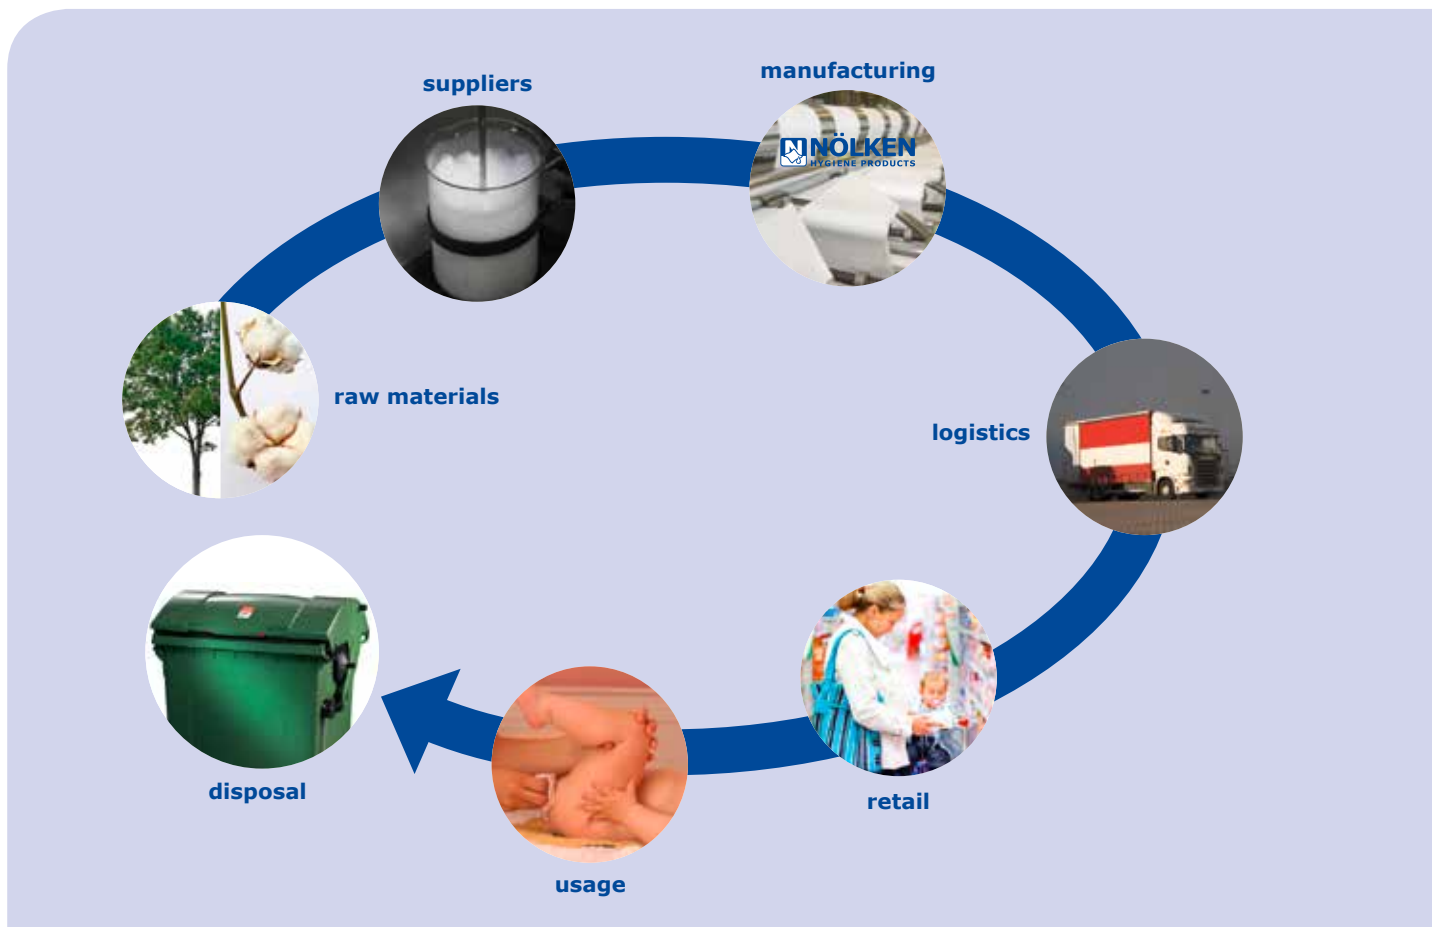 suppliers
manufacturing
NÖLKEN
HYGIENE PRODUCTS
raw materials
logistics
disposal
retail
usage